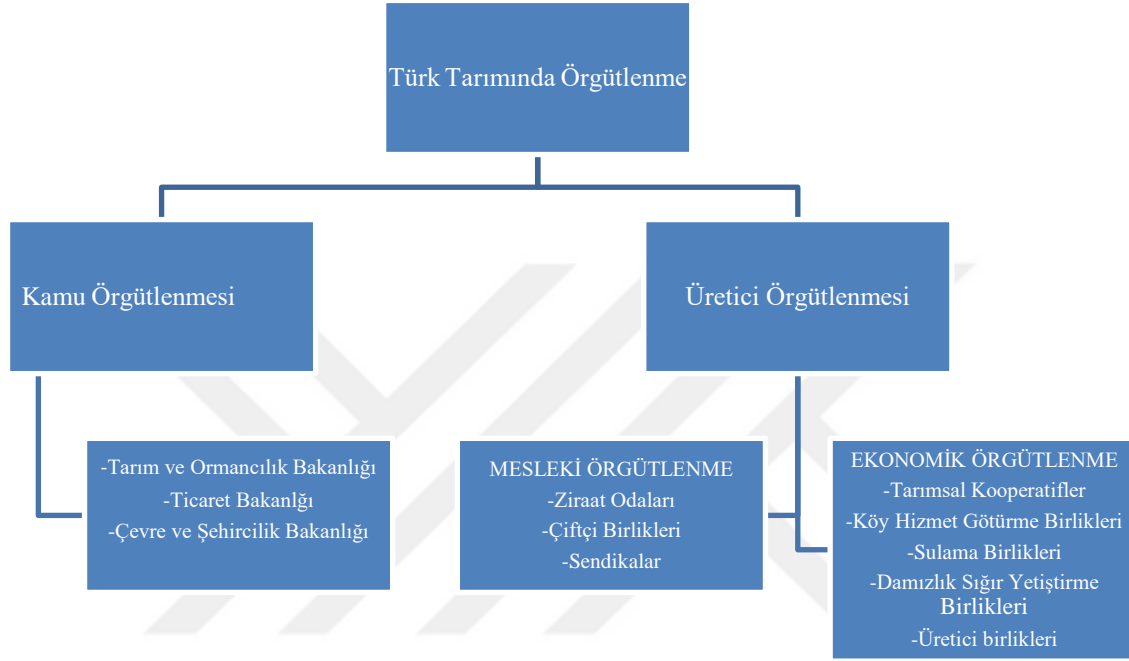 Türk Tarımında Örgütlenme
Kamu Örgütlenmesi
Üretici Örgütlenmesi
-Tarım ve Ormancılık Bakanlığı
-Ticaret Bakanlğı
-Çevre ve Şehircilik Bakanlığı
MESLEKİ ÖRGÜTLENME
-Ziraat Odaları
-Çiftçi Birlikleri
-Sendikalar
EKONOMİK ÖRGÜTLENME
-Tarımsal Kooperatifler
-Köy Hizmet Götürme Birlikleri
-Sulama Birlikleri
-Damızlık Sığır Yetiştirme
Birlikleri
-Üretici birlikleri